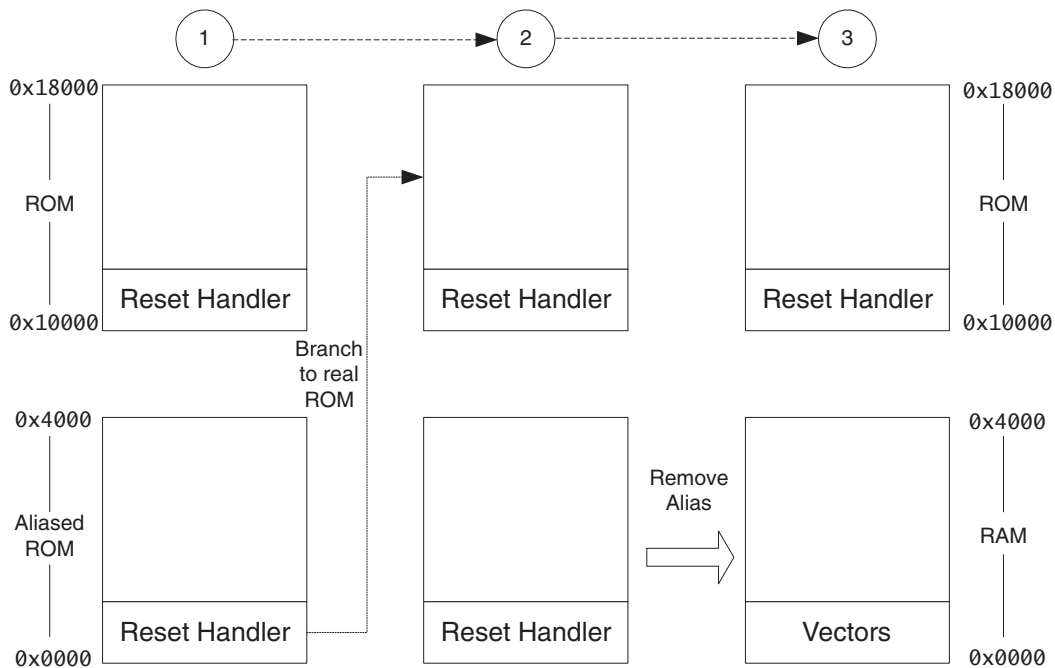 1
2
3
0x18000
0x18000
ROM
ROM
Reset Handler
Reset Handler
Reset Handler
0x10000
0x10000
Branch
to real
ROM
0x4000
0x4000
Remove
Alias
Aliased
ROM
RAM
Reset Handler
Reset Handler
Vectors
0x0000
0x0000